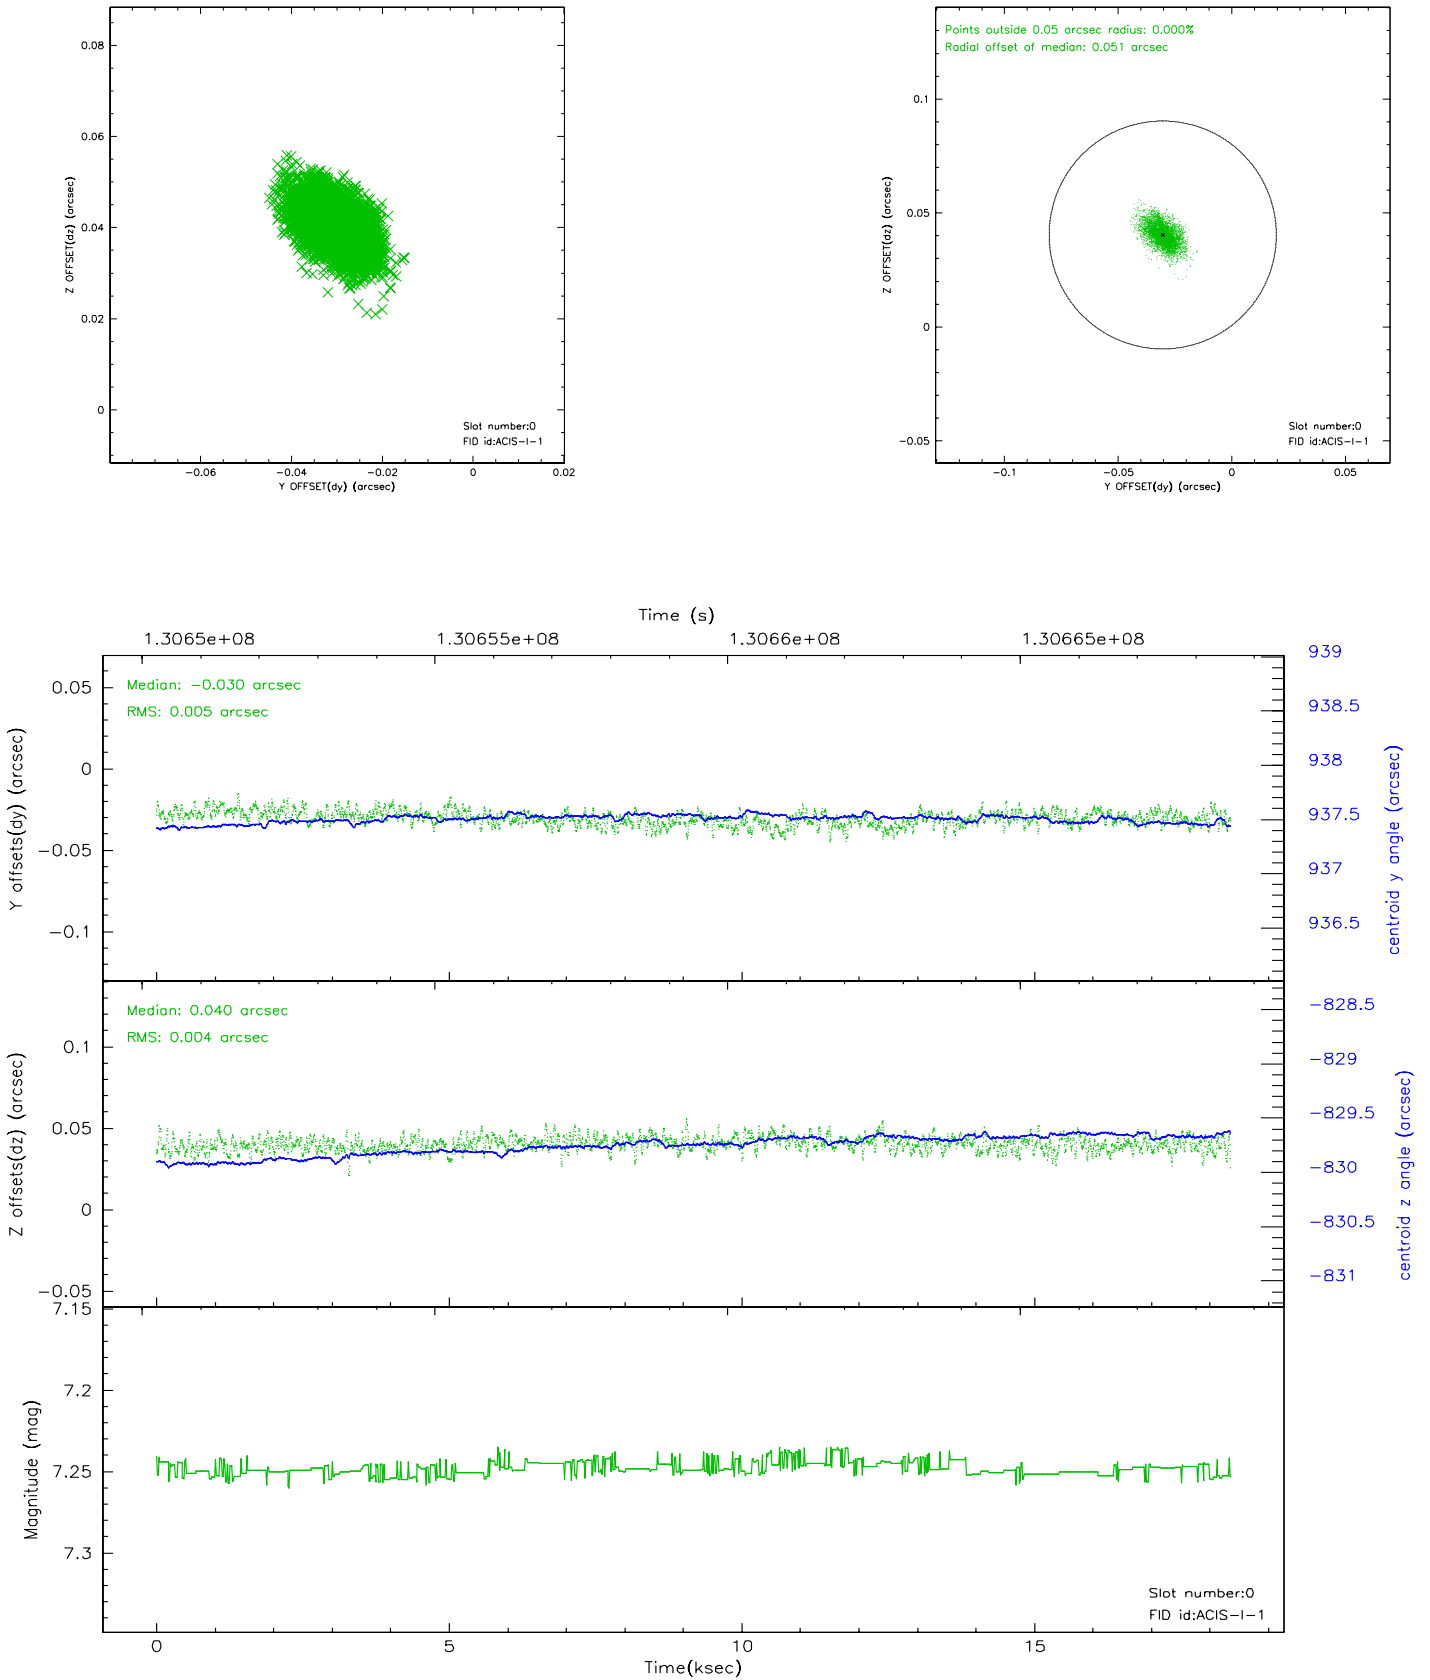 0.08
0.06
0.04
0.02
0
Z OFFSET(dz) (arcsec)
Slot number:0
FID id:ACIS-I-1
-0.06
-0.04
-0.02
0
0.02
Y OFFSET(dy) (arcsec)
Points outside 0.05 arcsec radius: 0.000%
Radial offset of median: 0.051 arcsec
0.1
0.05
0
-0.05
Z OFFSET(dz) (arcsec)
Slot number:0
FID id:ACIS-I-1
-0.1
-0.05
0
0.05
Y OFFSET(dy) (arcsec)
Time (s)
1.3065e+08
1.30655e+08
1.3066e+08
1.30665e+08
Median: -0.030 arcsec
RMS: 0.005 arcsec
0.05
0
-0.05
-0.1
Y offsets(dy) (arcsec)
939
938.5
938
937.5
937
936.5
centroid y angle (arcsec)
Median: 0.040 arcsec
RMS: 0.004 arcsec
0.1
0.05
0
-0.05
Z offsets(dz) (arcsec)
-828.5
-829
-829.5
-830
-830.5
-831
centroid z angle (arcsec)
7.15
7.2
7.25
7.3
Magnitude (mag)
Slot number:0
FID id:ACIS-I-1
0
5
10
15
Time(ksec)